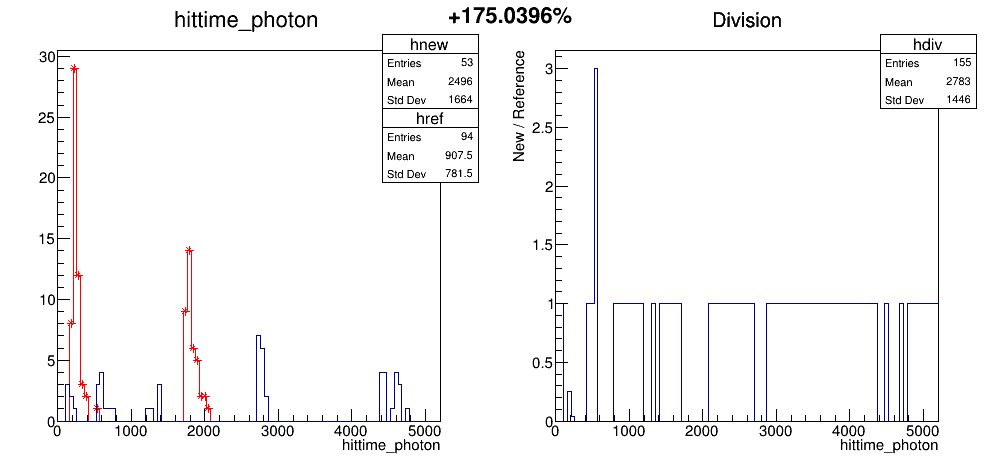 +175.0396%
hittime_photon
hnew
Entries 53
Mean 2496
Std Dev 1664
href
Entries 94
Mean 907.5
Std Dev 781.5
30
25
20
15
10
5
0
0 1000 2000 3000 4000 5000
hittime_photon
Division
hdiv
Entries 155
Mean 2783
Std Dev 1446
New / Reference
3
2.5
2
1.5
1
0.5
0
0 1000 2000 3000 4000 5000
hittime_photon